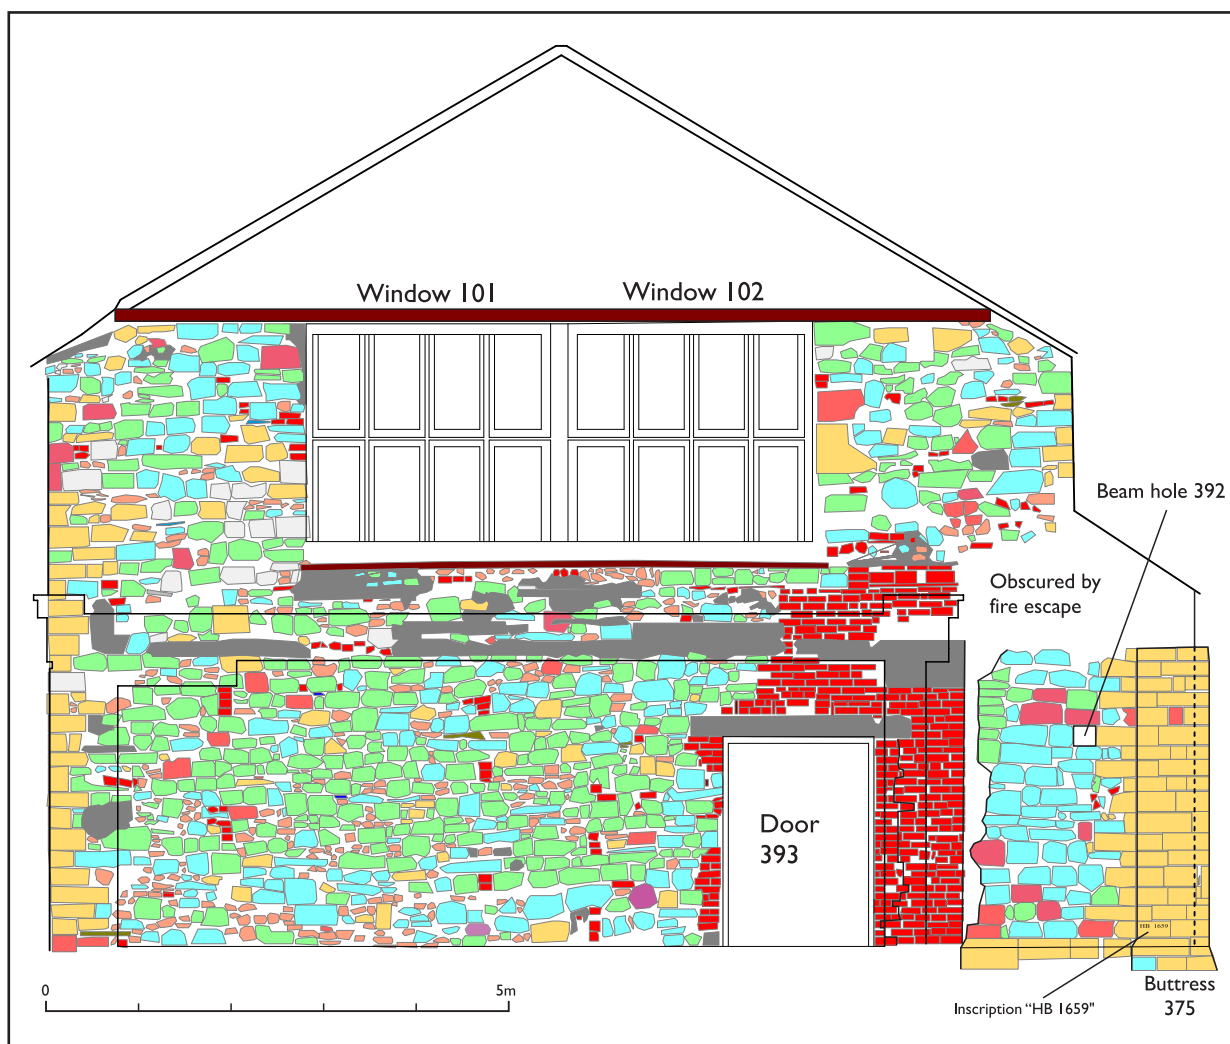 Window 101
Window 102
Beam hole 392
Obscured by
fire escape
Door
393
HB 1659
Buttress
375
Inscription “HB 1659"
0
5m